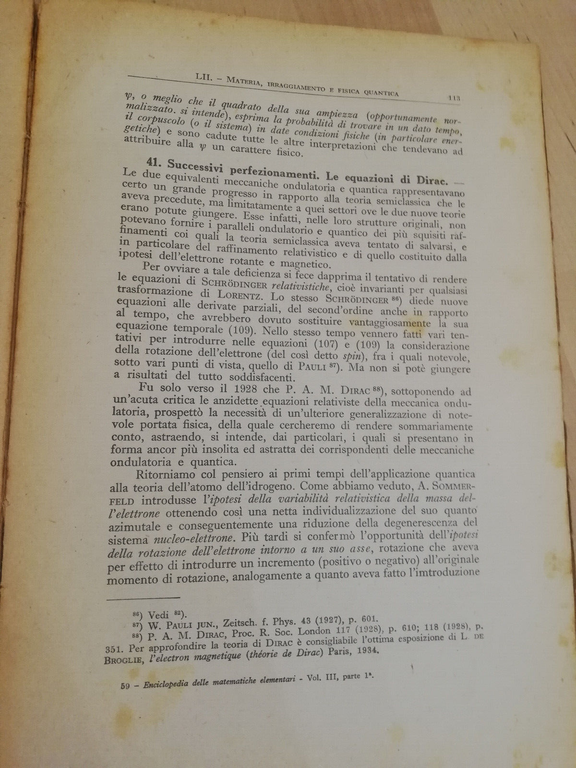 LII. - Materia, irraggiamento e fisica quantica 113
ψ, o meglio che il quadrato della sua ampiezza (opportunamente nor-
malizzato. si intende), esprima la probabilità di trovare in un dato tempo,
il corpuscolo (o il sistema) in date condizioni fisiche (in particolare ener-
getiche) e sono cadute tutte le altre interpretazioni che tendevano ad
attribuire alla ψ un carattere fisico.
41. Successivi perfezionamenti. Le equazioni di Dirac. —
Le due equivalenti meccaniche ondulatoria e quantica rappresentavano
certo un grande progresso in rapporto alla teoria semiclassica che le
aveva precedute, ma limitatamente a quei settori ove le due nuove teorie
erano potute giungere. Esse infatti, nelle loro strutture originali, non
potevano fornire i paralleli ondulatorio e quantico dei più squisiti raf-
finamenti coi quali la teoria semiclassica aveva tentato di salvarsi, e
in particolare del raffinamento relativistico e di quello costituito dalla
ipotesi dell'elettrone rotante e magnetico.
Per ovviare a tale deficienza si fece dapprima il tentativo di rendere
le equazioni di Schrödinger relativistiche, cioè invarianti per qualsiasi
trasformazione di Lorentz. Lo stesso Schrödinger 86) diede nuove
equazioni alle derivate parziali, del second'ordine anche in rapporto
al tempo, che avrebbero dovuto sostituire vantaggiosamente la sua
equazione temporale (109). Nello stesso tempo vennero fatti vari ten-
tativi per introdurre nelle equazioni (107) e (109) la considerazione
della rotazione dell'elettrone (del così detto spin), fra i quali notevole,
sotto vari punti di vista, quello di Pauli 87). Ma non si poté giungere
a risultati del tutto soddisfacenti.
Fu solo verso il 1928 che P. A. M. Dirac 88), sottoponendo ad
un'acuta critica le anzidette equazioni relativiste della meccanica ondu-
latoria, prospettò la necessità di un'ulteriore generalizzazione di note-
vole portata fisica, della quale cercheremo di rendere sommariamente
conto, astraendo, si intende, dai particolari, i quali si presentano in
forma ancor più insolita ed astratta dei corrispondenti delle meccaniche
ondulatoria e quantica.
Ritorniamo col pensiero ai primi tempi dell'applicazione quantica
alla teoria dell'atomo dell'idrogeno. Come abbiamo veduto, A. Sommer-
feld introdusse l'ipotesi della variabilità relativistica della massa del-
l'elettrone ottenendo così una netta individualizzazione del suo quanto
azimutale e conseguentemente una riduzione della degenerescenza del
sistema nucleo-elettrone. Più tardi si confermò l'opportunità dell'ipotesi
della rotazione dell'elettrone intorno a un suo asse, rotazione che aveva
per effetto di introdurre un incremento (positivo o negativo) all'originale
momento di rotazione, analogamente a quanto aveva fatto l'imtroduzione
86) Vedi 82).
87) W. Pauli jun., Zeitsch. f. Phys. 43 (1927), p. 601.
88) P. A. M. Dirac, Proc. R. Soc. London 117 (1928), p. 610; 118 (1928), p.
351. Per approfondire la teoria di Dirac è consigliabile l'ottima esposizione di L. de
Broglie, l'electron magnetique (théorie de Dirac) Paris, 1934.
59 - Enciclopedia delle matematiche elementari - Vol. III, parte 1ª.